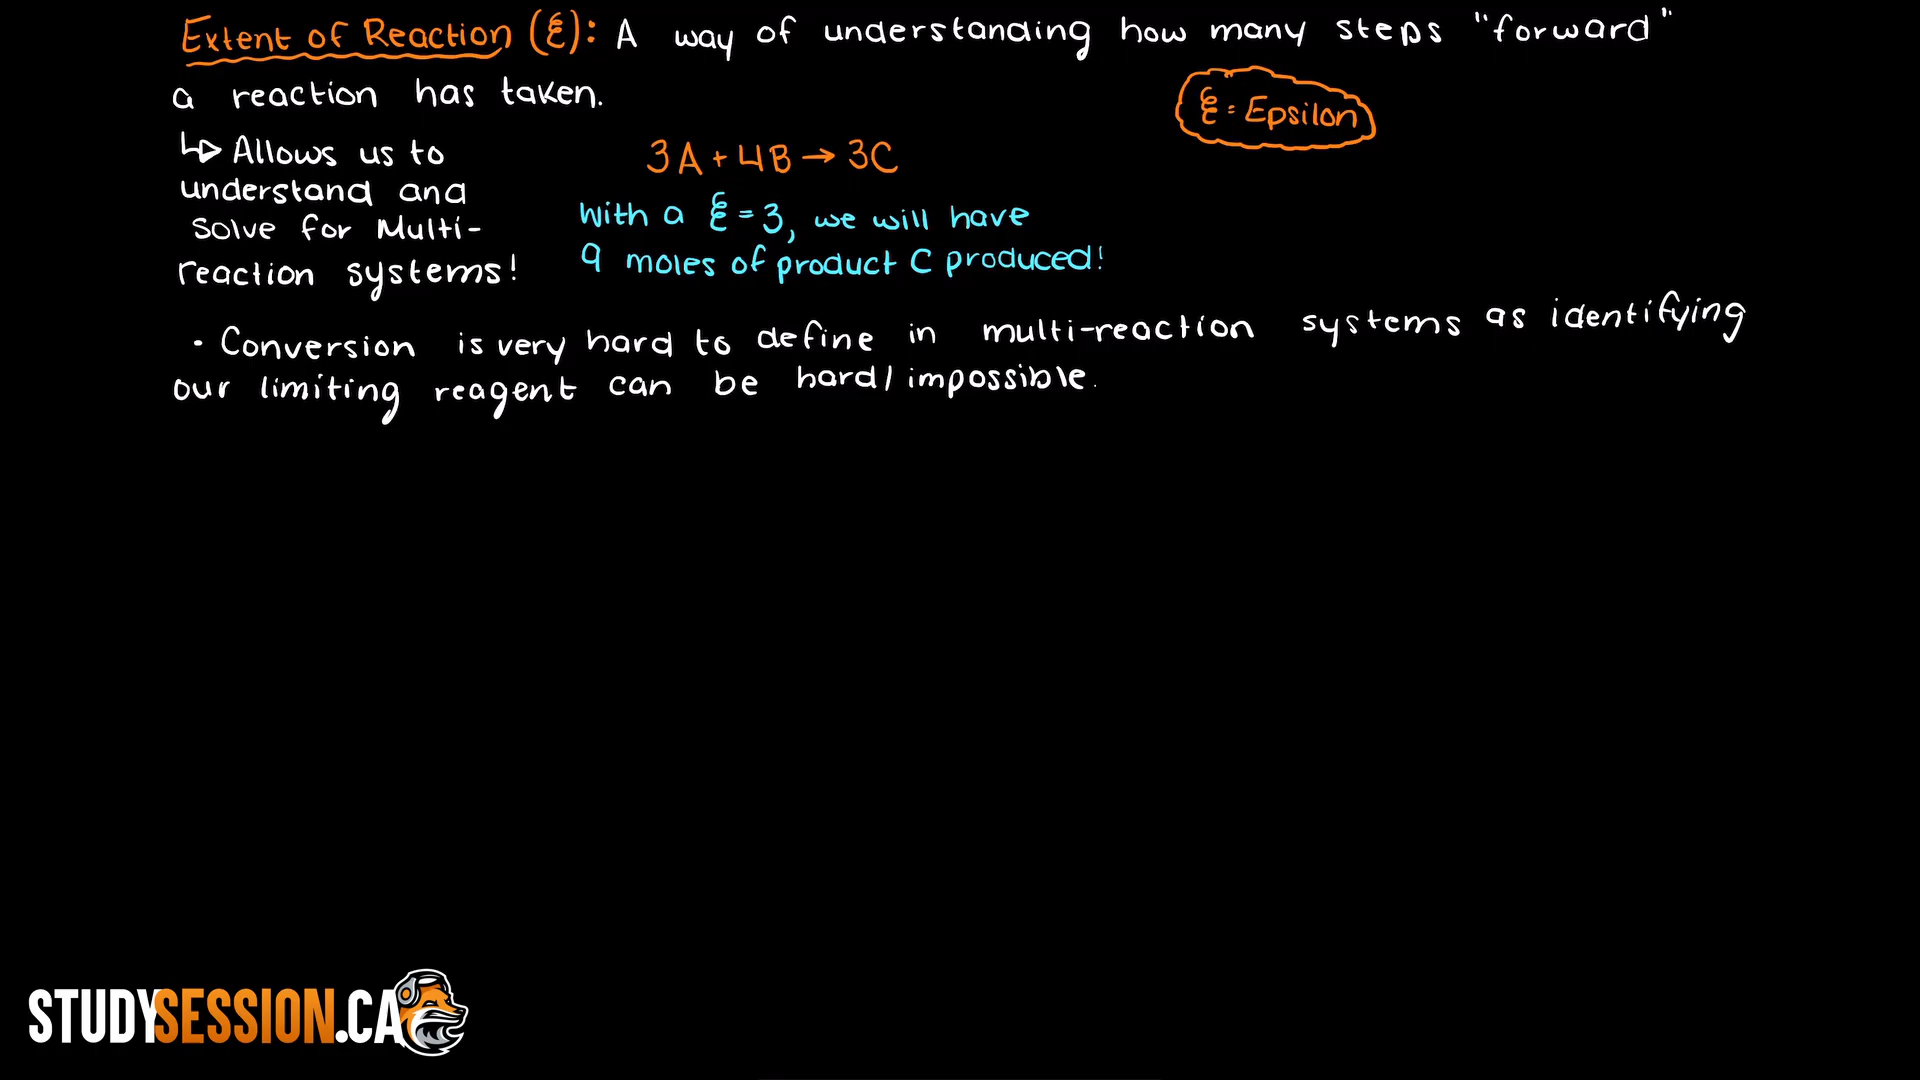 Extent of Reaction (ξ): A way of understanding how many steps "forward"
a reaction has taken.
ξ = Epsilon
↳ Allows us to
understand and
solve for Multi-
reaction systems!
3A + 4B → 3C
With a ξ = 3, we will have
9 moles of product C produced!
• Conversion is very hard to define in multi-reaction systems as identifying
our limiting reagent can be hard/impossible.
STUDYSESSION.CA